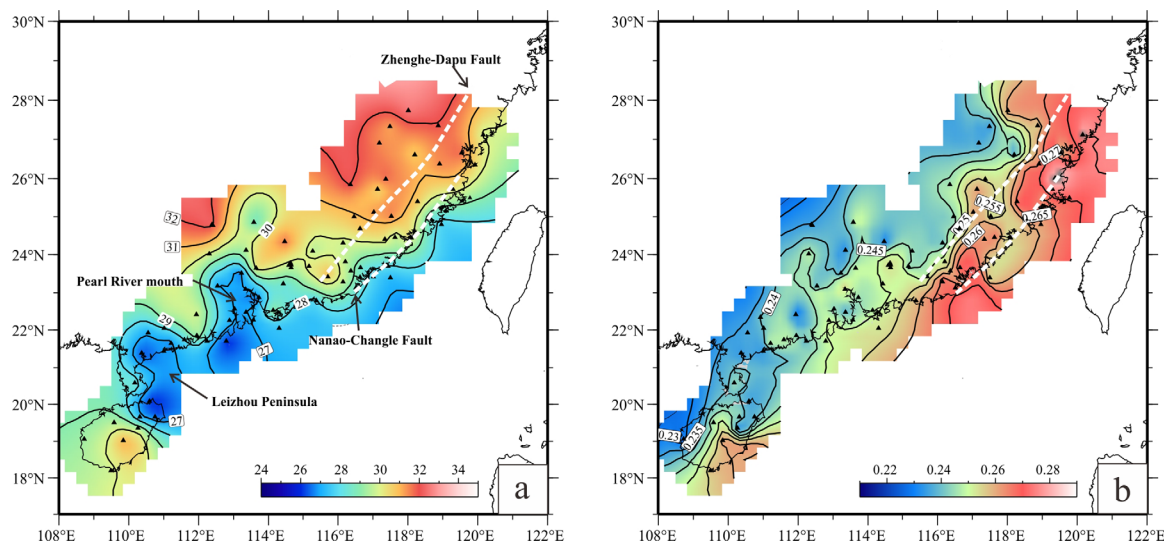 30°N
28°N
26°N
24°N
22°N
20°N
18°N
Zhenghe-Dapu Fault
Pearl River mouth
Nanao-Changle Fault
Leizhou Peninsula
32
31
30
29
28
27
27
24 26 28 30 32 34
a
108°E 110°E 112°E 114°E 116°E 118°E 120°E 122°E
30°N
28°N
26°N
24°N
22°N
20°N
18°N
0.27
0.255
0.265
0.25
0.26
0.245
0.24
0.23
0.235
0.22 0.24 0.26 0.28
b
108°E 110°E 112°E 114°E 116°E 118°E 120°E 122°E